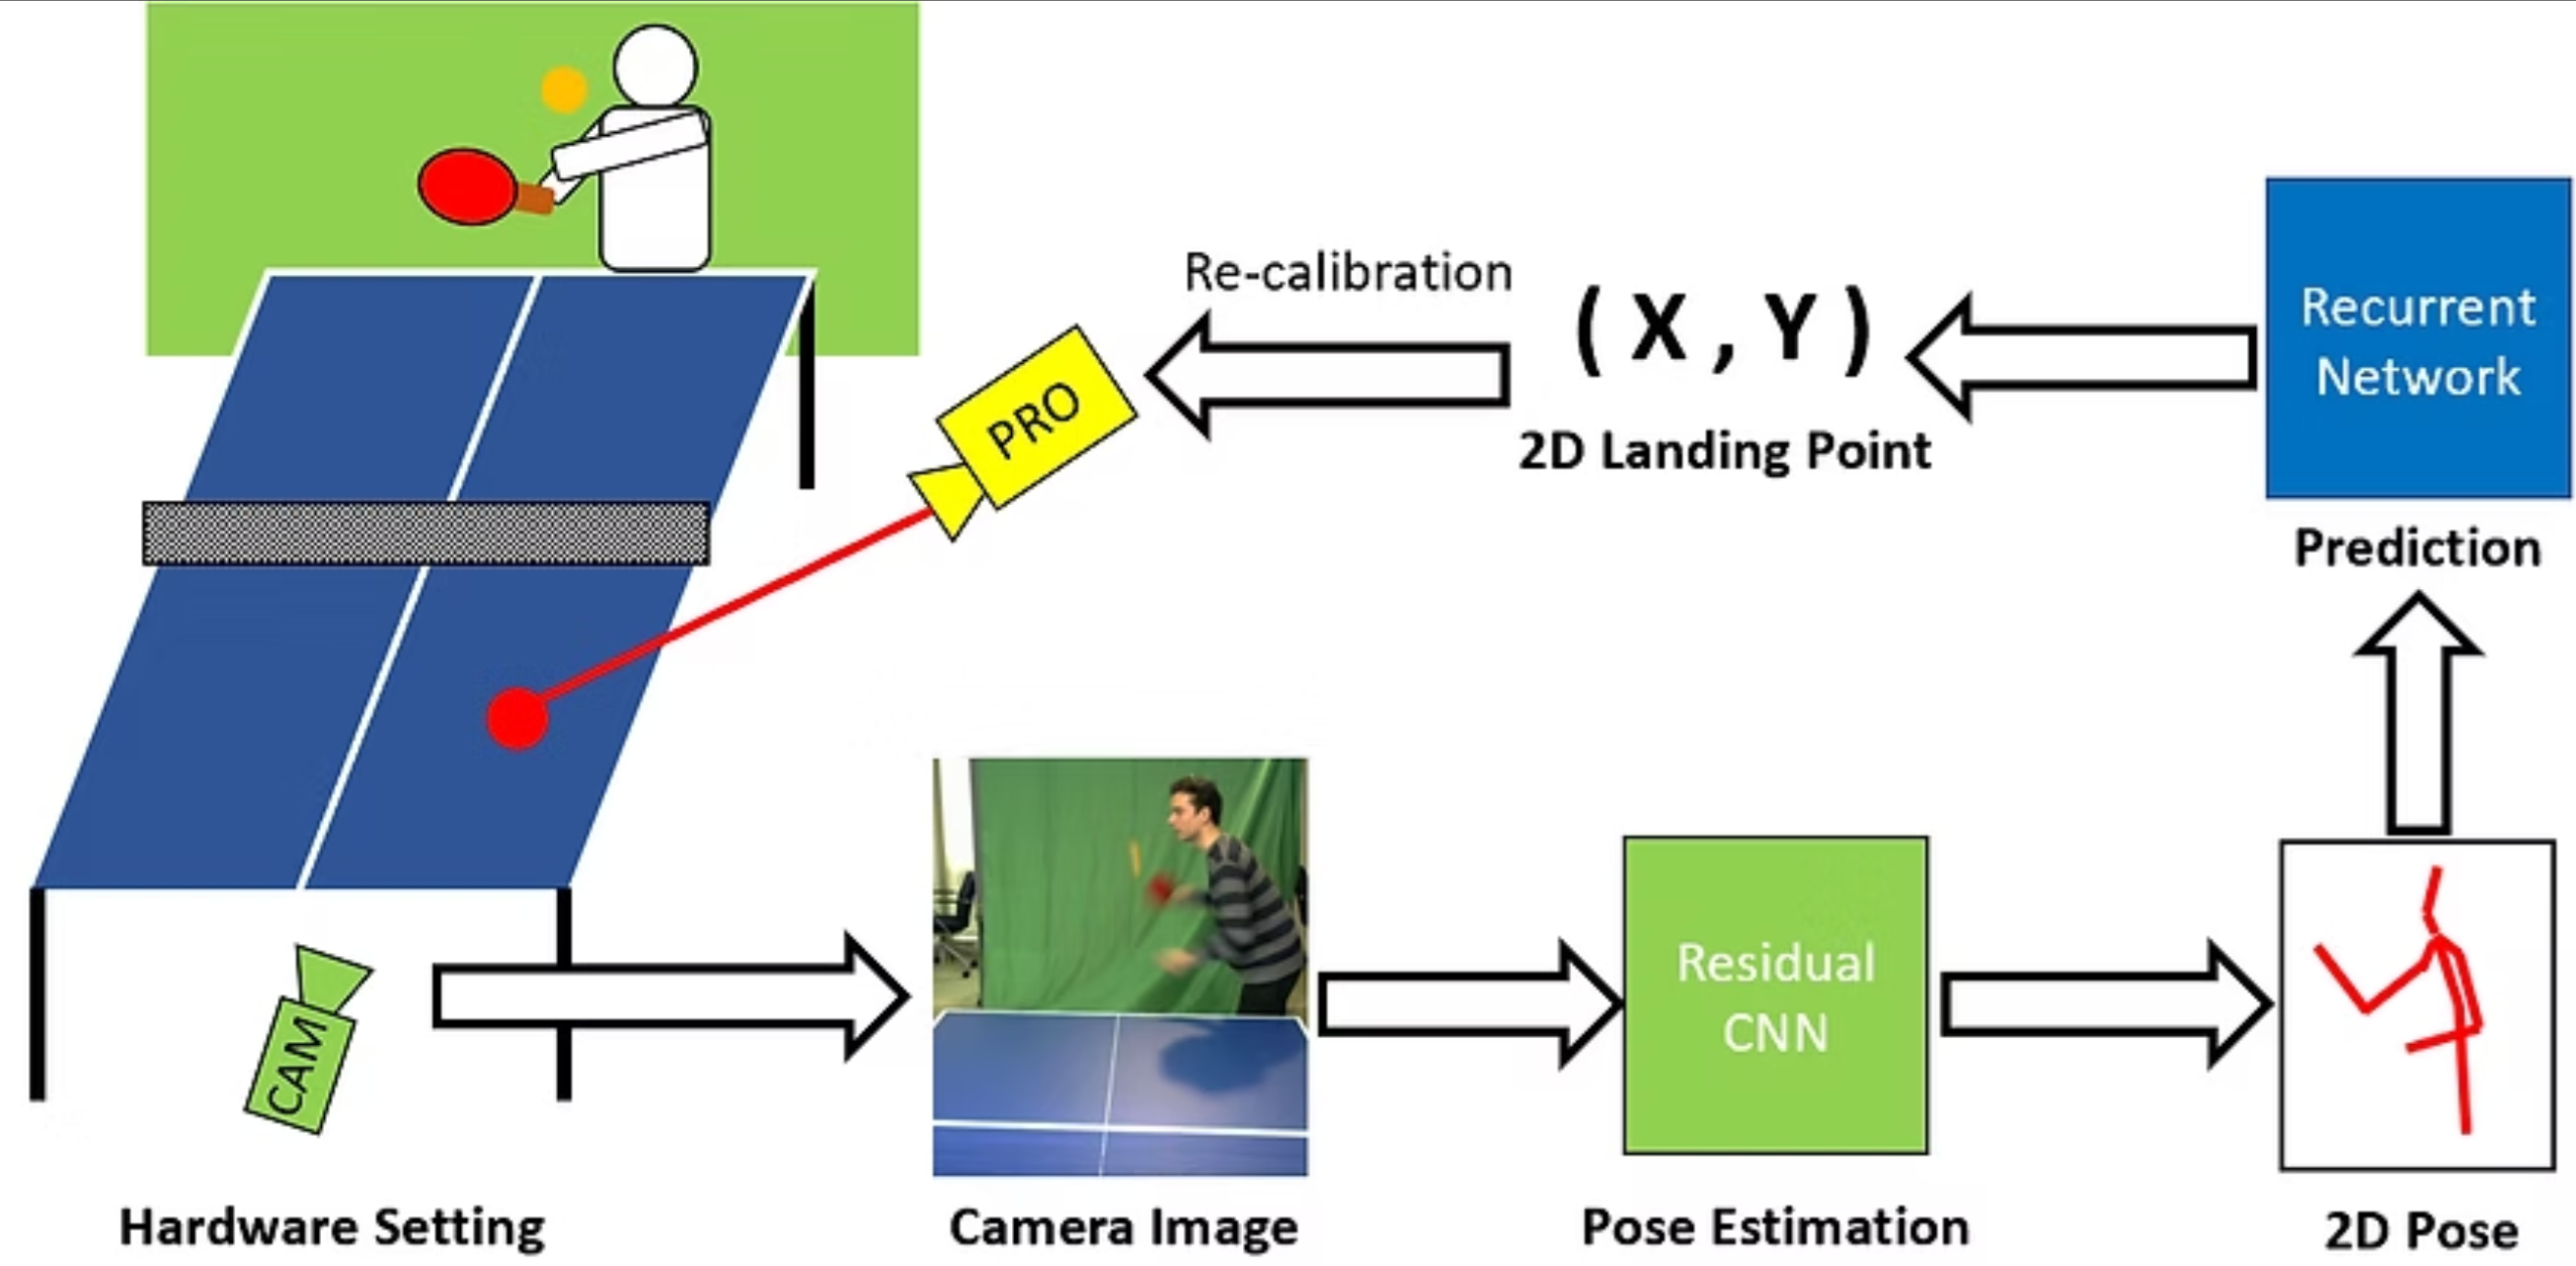 Re-calibration
PRO
( X , Y )
2D Landing Point
Recurrent
Network
Prediction
CAM
Residual
CNN
Hardware Setting
Camera Image
Pose Estimation
2D Pose